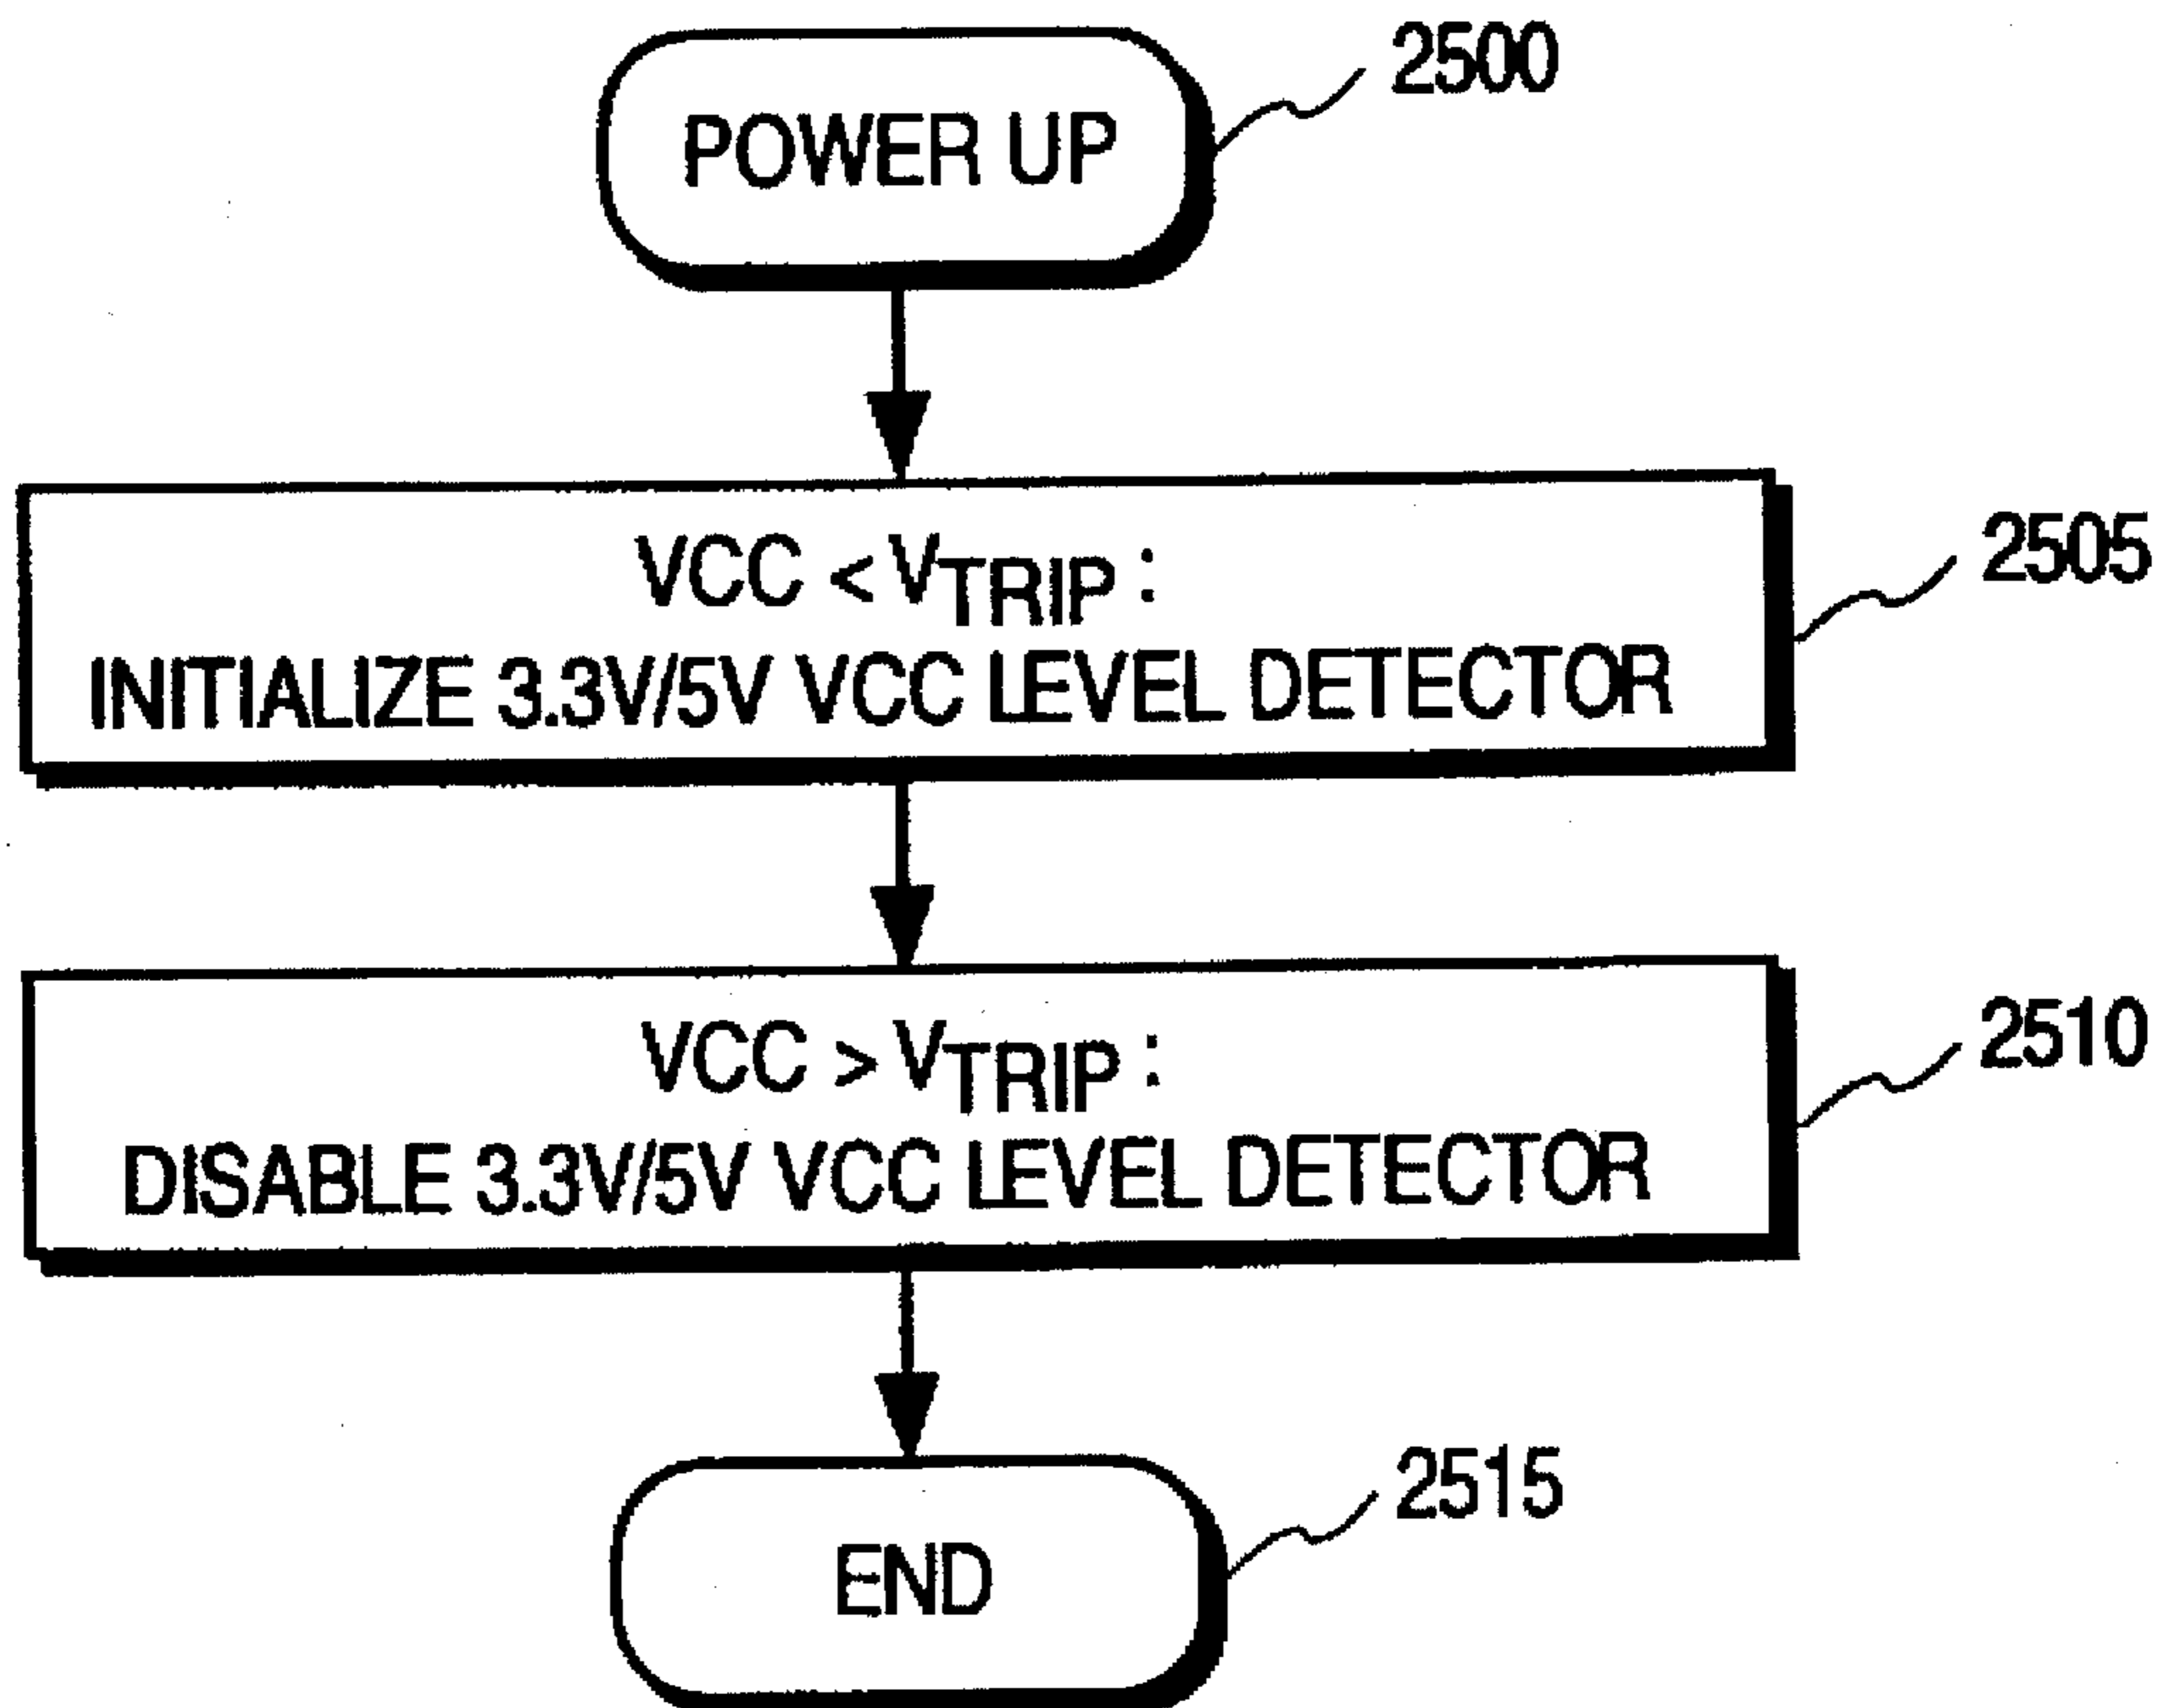 POWER UP
2500
VCC < VTRIP :
INITIALIZE 3.3V/5V VCC LEVEL DETECTOR
2505
VCC > VTRIP :
DISABLE 3.3V/5V VCC LEVEL DETECTOR
2510
END
2515